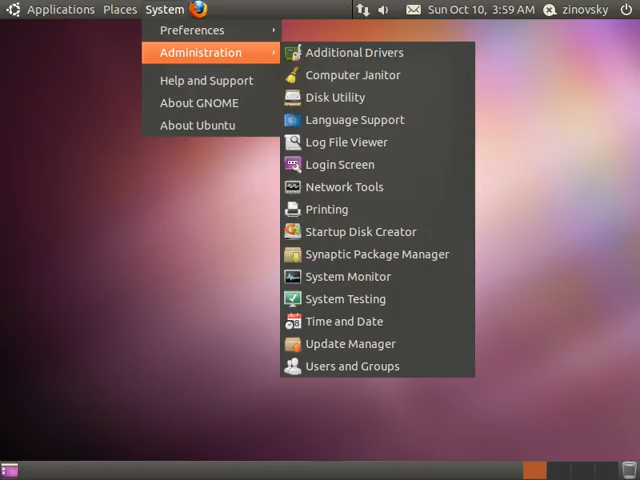 Applications Places System
Sun Oct 10, 3:59 AM zinovsky
Preferences
Administration
Help and Support
About GNOME
About Ubuntu
Additional Drivers
Computer Janitor
Disk Utility
Language Support
Log File Viewer
Login Screen
Network Tools
Printing
Startup Disk Creator
Synaptic Package Manager
System Monitor
System Testing
Time and Date
Update Manager
Users and Groups